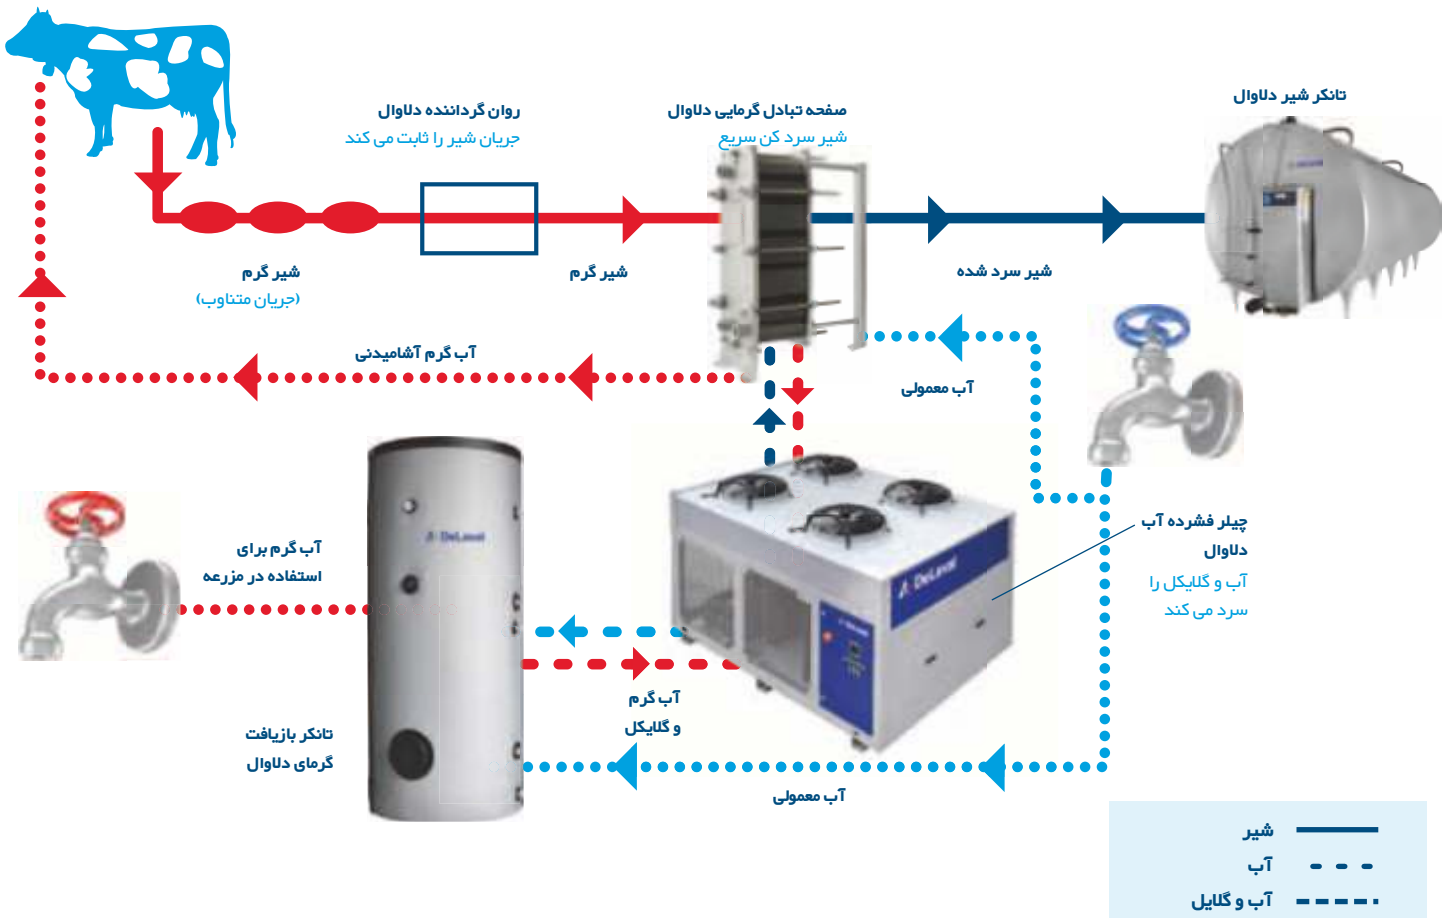 تانکر شیر دلاوال
صفحه تبادل گرمایی دلاوال
شیر سرد کن سریع
روان گرداننده دلاوال
جریان شیر را ثابت می کند
شیر گرم
(جریان متناوب)
شیر گرم
شیر سرد شده
آب گرم آشامیدنی
آب معمولی
چیلر فشرده آب
دلاوال
آب و گلایکل را
سرد می کند
DeLaval
DeLaval
آب گرم برای
استفاده در مزرعه
آب گرم
و گلایکل
تانکر بازیافت
گرمای دلاوال
آب معمولی
شیر
آب
آب و گلایل